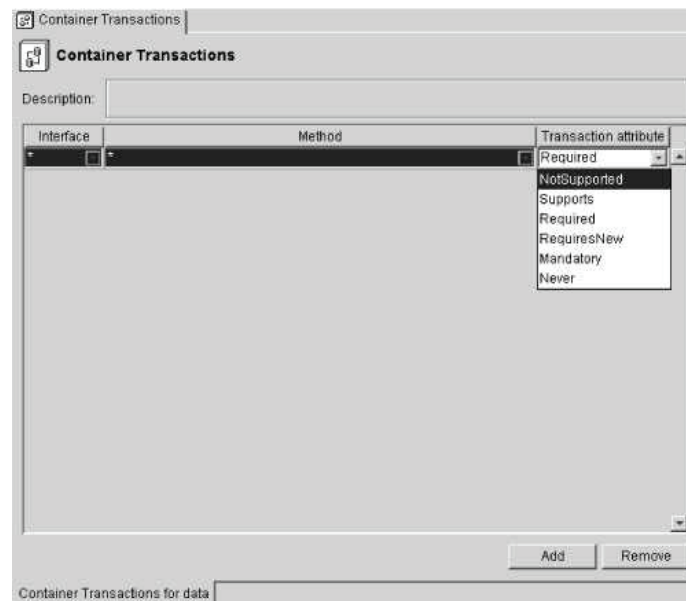 Container Transactions
Container Transactions
Description:
Interface Method Transaction attribute
* * Required
NotSupported
Supports
Required
RequiresNew
Mandatory
Never
Add Remove
Container Transactions for data